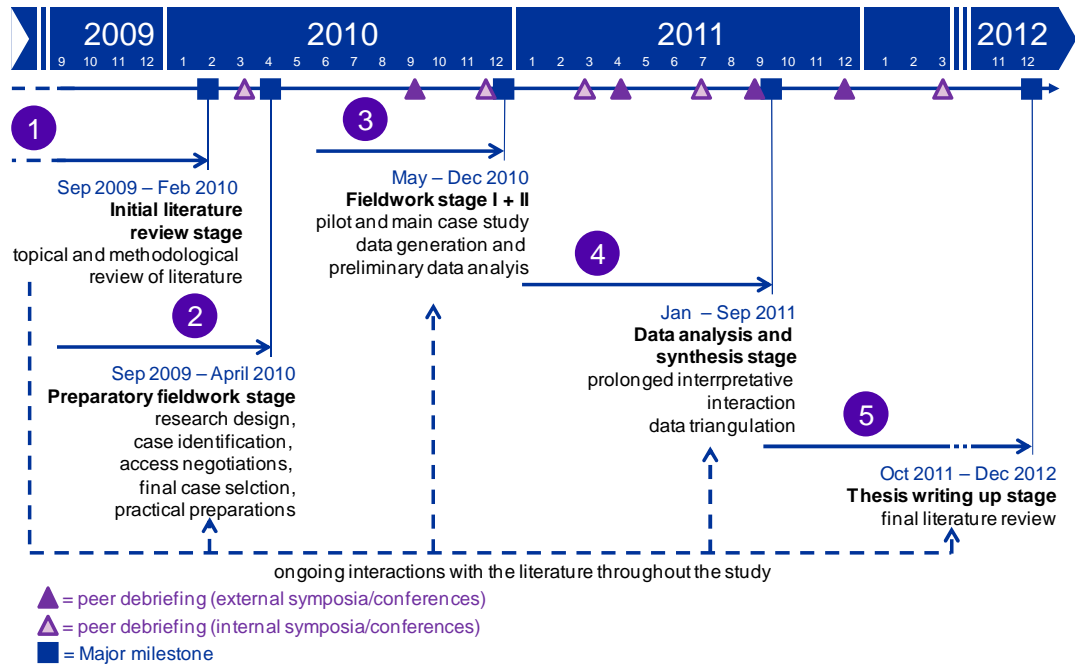 2009 2010 2011 2012
9 10 11 12 1 2 3 4 5 6 7 8 9 10 11 12 1 2 3 4 5 6 7 8 9 10 11 12 1 2 3 11 12
1
Sep 2009 – Feb 2010
Initial literature
review stage
topical and methodological
review of literature
2
Sep 2009 – April 2010
Preparatory fieldwork stage
research design,
case identification,
access negotiations,
final case selction,
practical preparations
3
May – Dec 2010
Fieldwork stage I + II
pilot and main case study
data generation and
preliminary data analyis
4
Jan – Sep 2011
Data analysis and
synthesis stage
prolonged interrpretative
interaction
data triangulation
5
Oct 2011 – Dec 2012
Thesis writing up stage
final literature review
ongoing interactions with the literature throughout the study
= peer debriefing (external symposia/conferences)
= peer debriefing (internal symposia/conferences)
= Major milestone